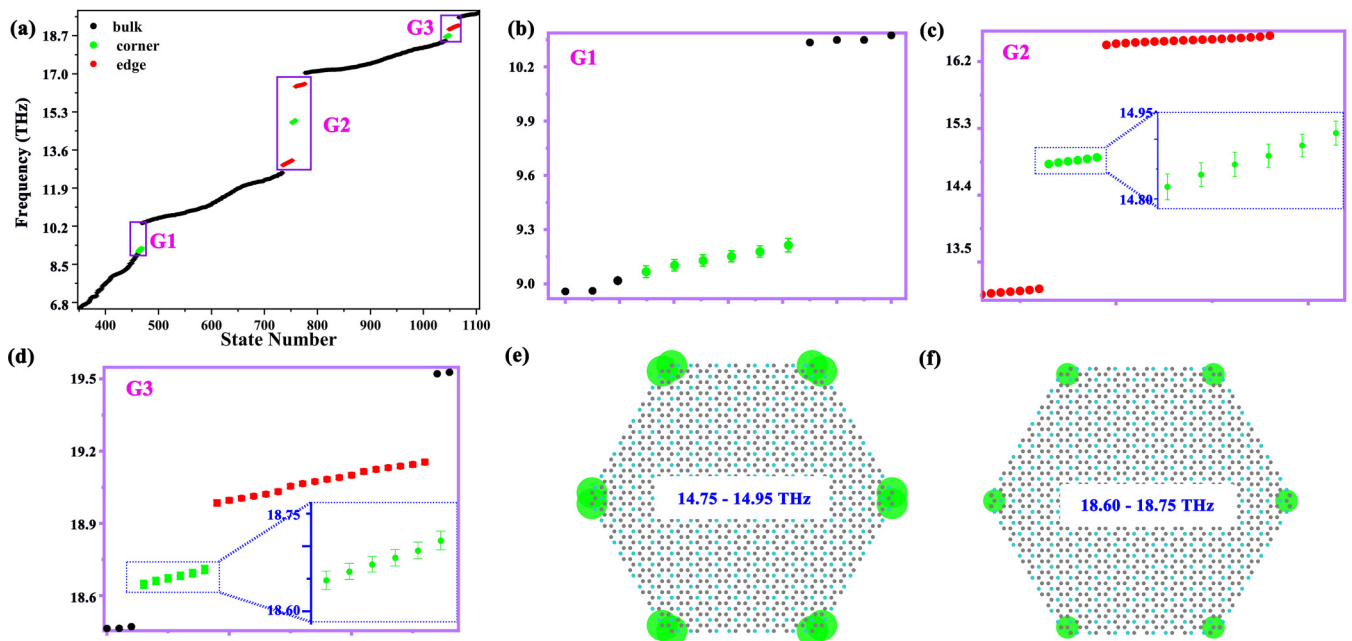 (a)
bulk
corner
edge
G1
G2
G3
18.7
17.0
15.3
13.6
11.9
10.2
8.5
6.8
Frequency (THz)
400 500 600 700 800 900 1000 1100
State Number
(b)
G1
10.2
9.9
9.6
9.3
9.0
(c)
G2
16.2
15.3
14.4
13.5
14.95
14.80
(d)
G3
19.5
19.2
18.9
18.6
18.75
18.60
(e)
14.75 - 14.95 THz
(f)
18.60 - 18.75 THz